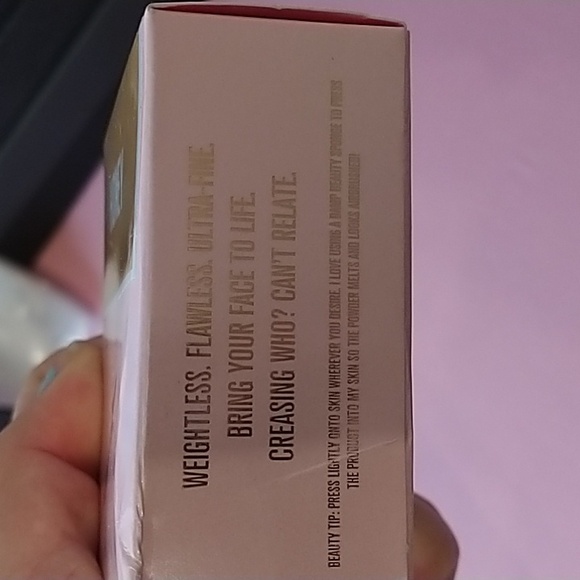 WEIGHTLESS. FLAWLESS. ULTRA-FINE.
BRING YOUR FACE TO LIFE.
CREASING WHO? CAN'T RELATE.
BEAUTY TIP: PRESS LIGHTLY ONTO SKIN WHEREVER YOU DESIRE. I LOVE USING A DAMP BEAUTY SPONGE TO PRESS
THE PRODUCT INTO MY SKIN SO THE POWDER MELTS AND LOOKS AIRBRUSHED!